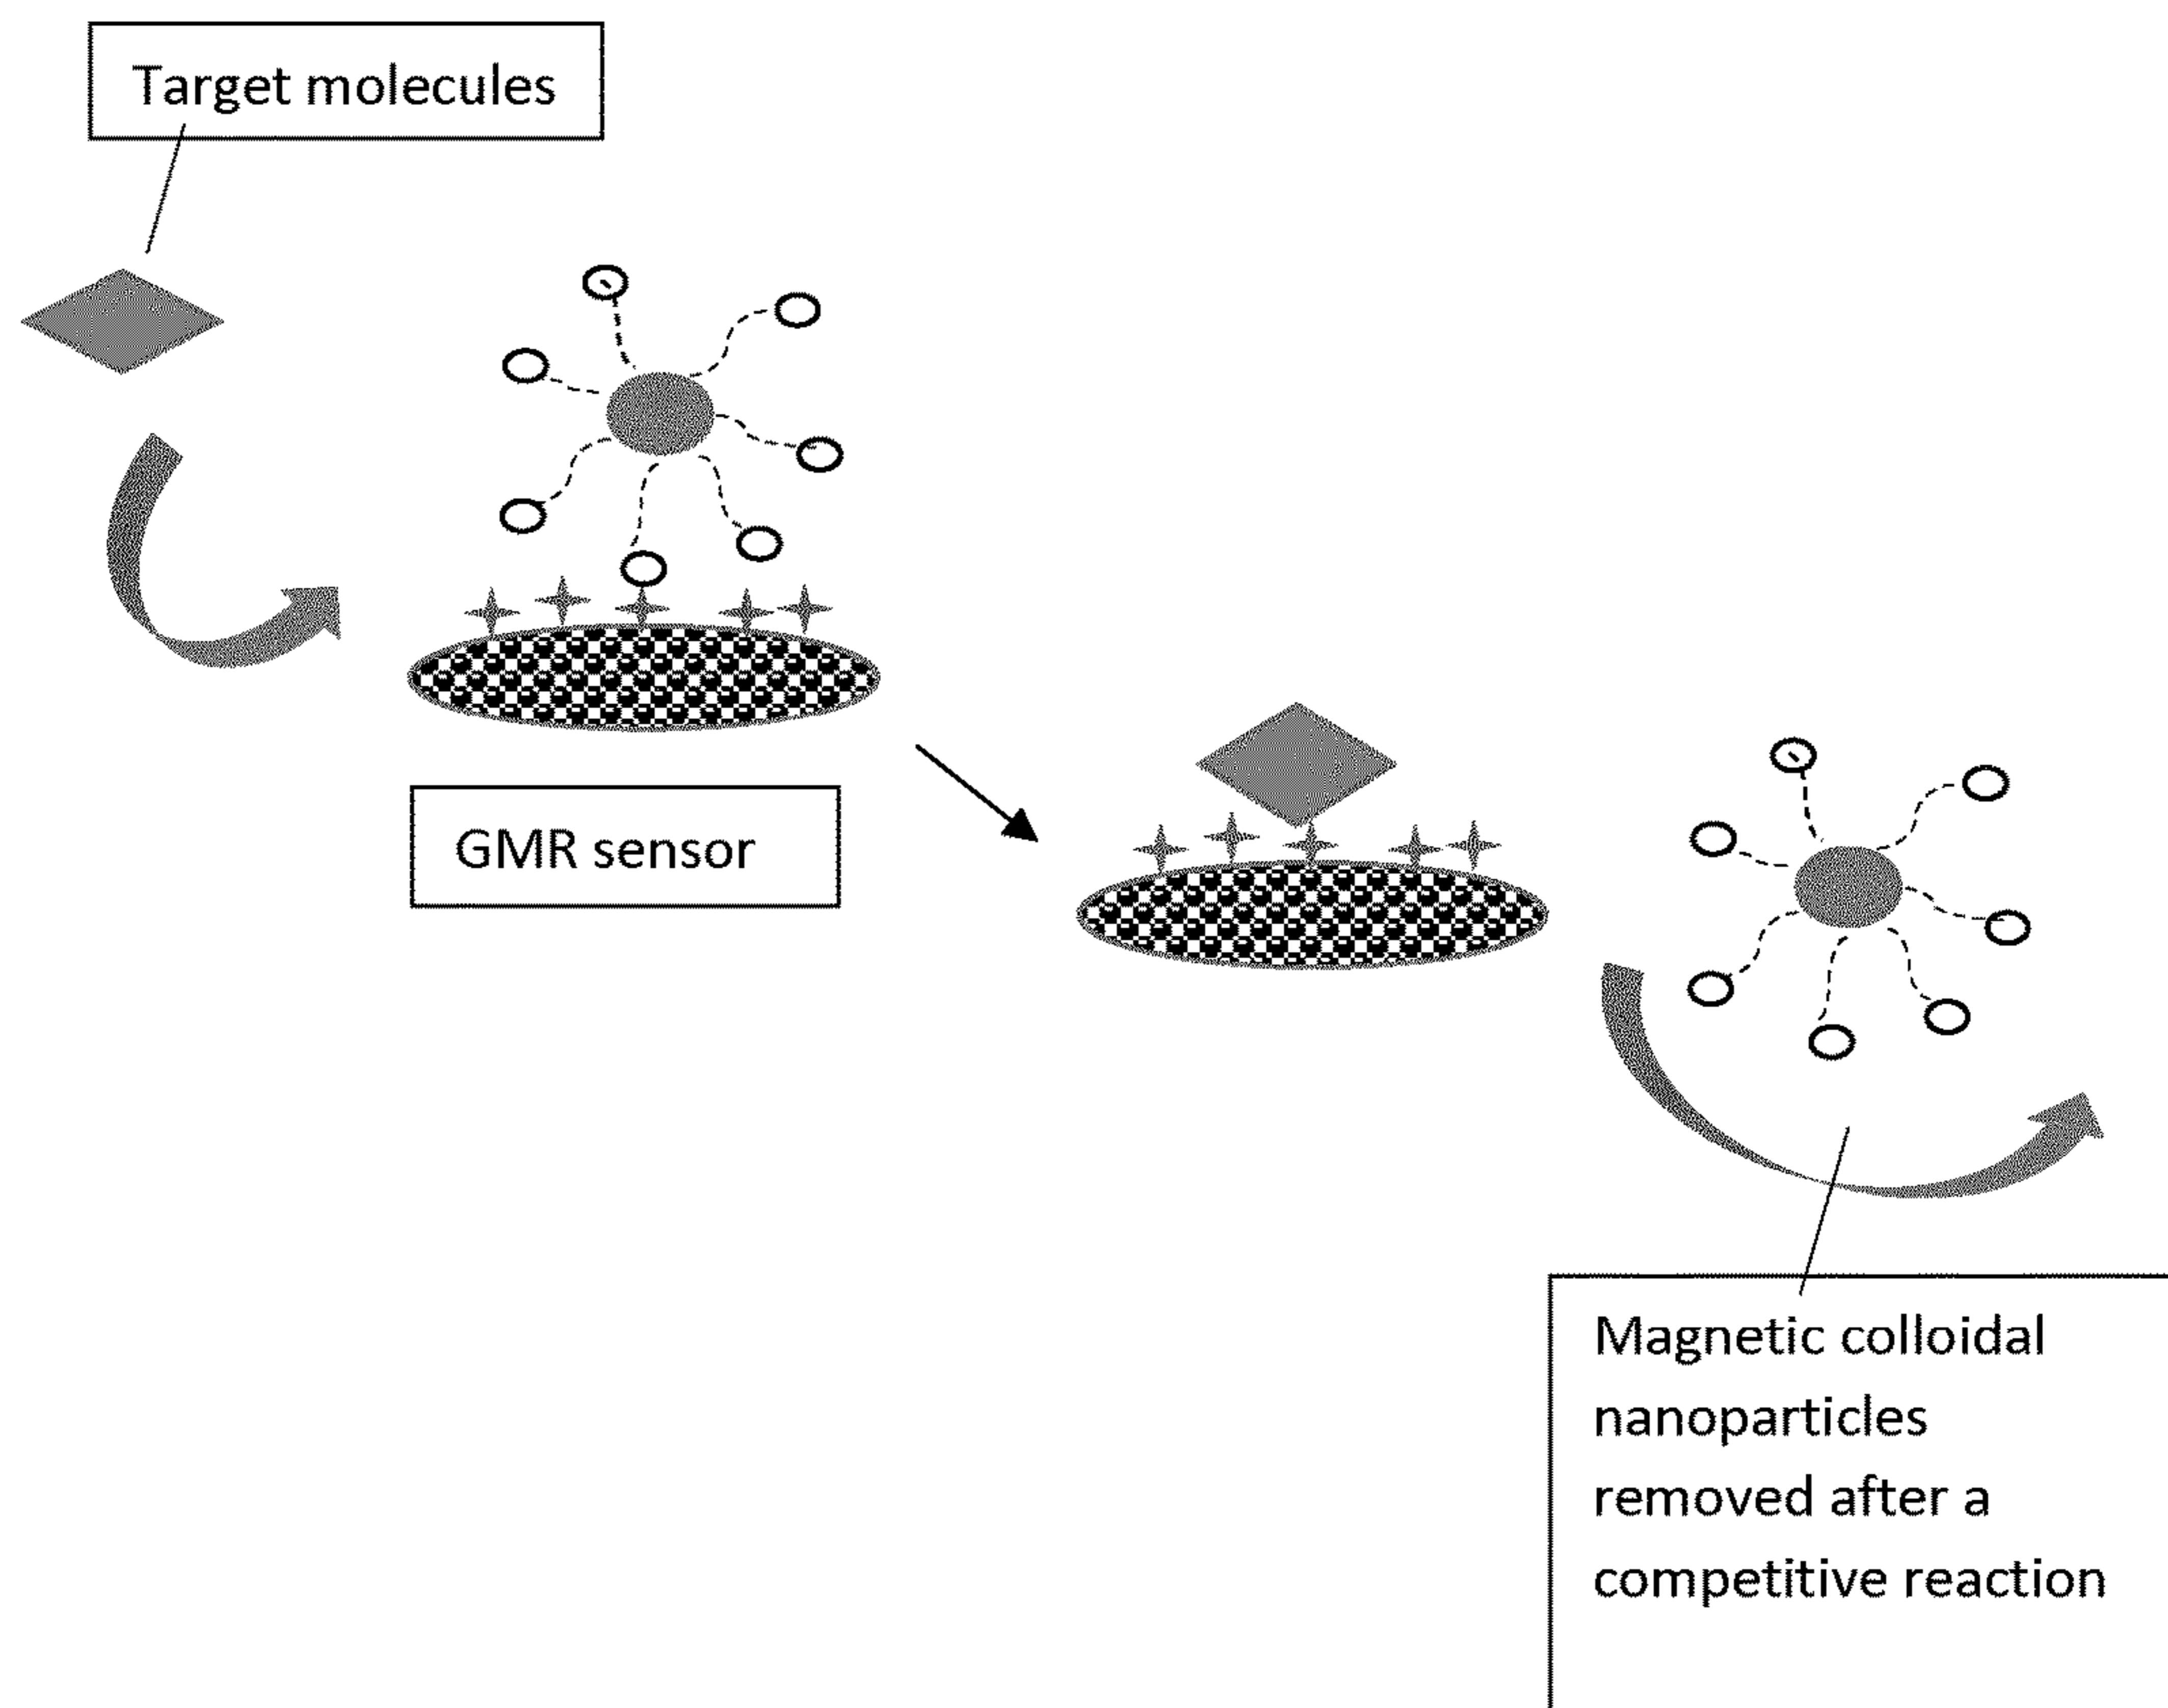 Target molecules
GMR sensor
Magnetic colloidal
nanoparticles
removed after a
competitive reaction